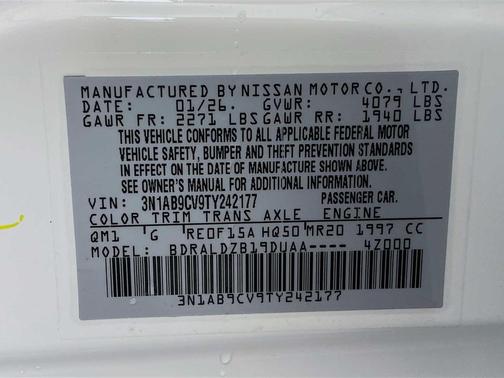 MANUFACTURED BY NISSAN MOTOR CO., LTD.
DATE: 01/26. GVWR: 4079 LBS
GAWR FR: 2271 LBS GAWR RR: 1940 LBS
THIS VEHICLE CONFORMS TO ALL APPLICABLE FEDERAL MOTOR
VEHICLE SAFETY, BUMPER AND THEFT PREVENTION STANDARDS
IN EFFECT ON THE DATE OF MANUFACTURE SHOWN ABOVE.
SEE OWNER'S MANUAL FOR ADDITIONAL INFORMATION.
VIN: 3N1AB9CV9TY242177 PASSENGER CAR.
COLOR TRIM TRANS AXLE ENGINE
QM1 G RE0F15A HQ50 MR20 1997 CC
MODEL: BDRALDZB19DUAA---- 4Z000
3N1AB9CV9TY242177